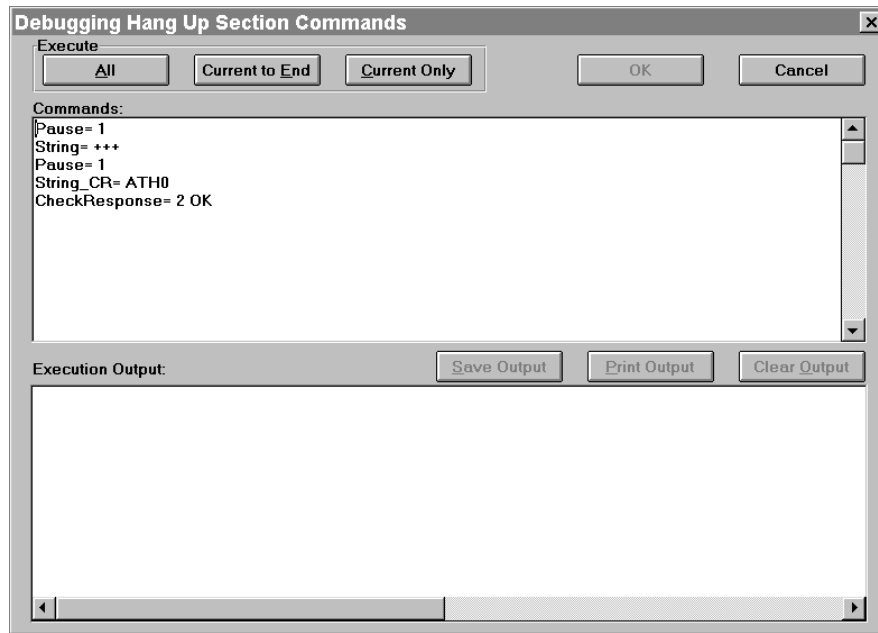 Debugging Hang Up Section Commands
Execute
All
Current to End
Current Only
OK
Cancel
Commands:
Pause= 1
String= +++
Pause= 1
String_CR= ATH0
CheckResponse= 2 OK
Execution Output:
Save Output
Print Output
Clear Output